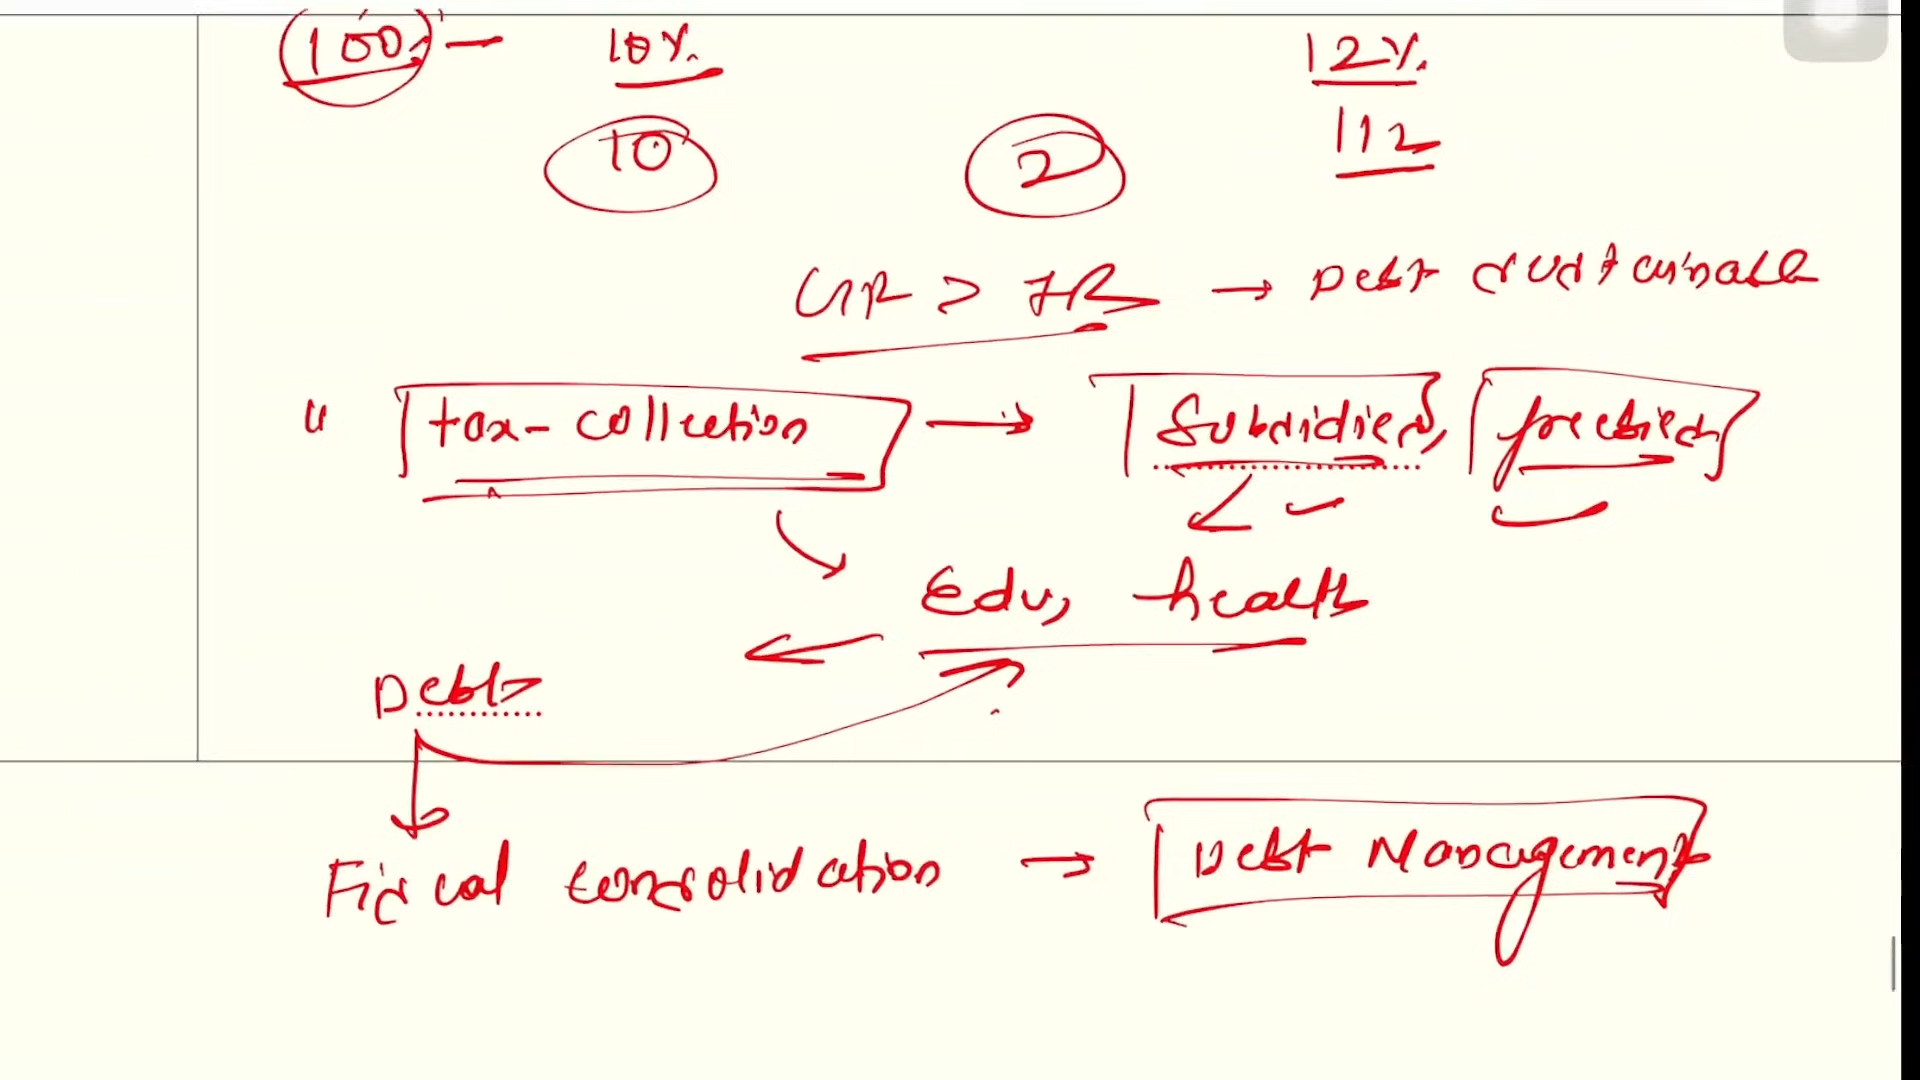 100 - 10% 12%
10 2 112
GR > IR → Debt sustainable
" tax-collection → Subsidies, freebies
Edu, health
Debt
Fiscal consolidation → Debt Management